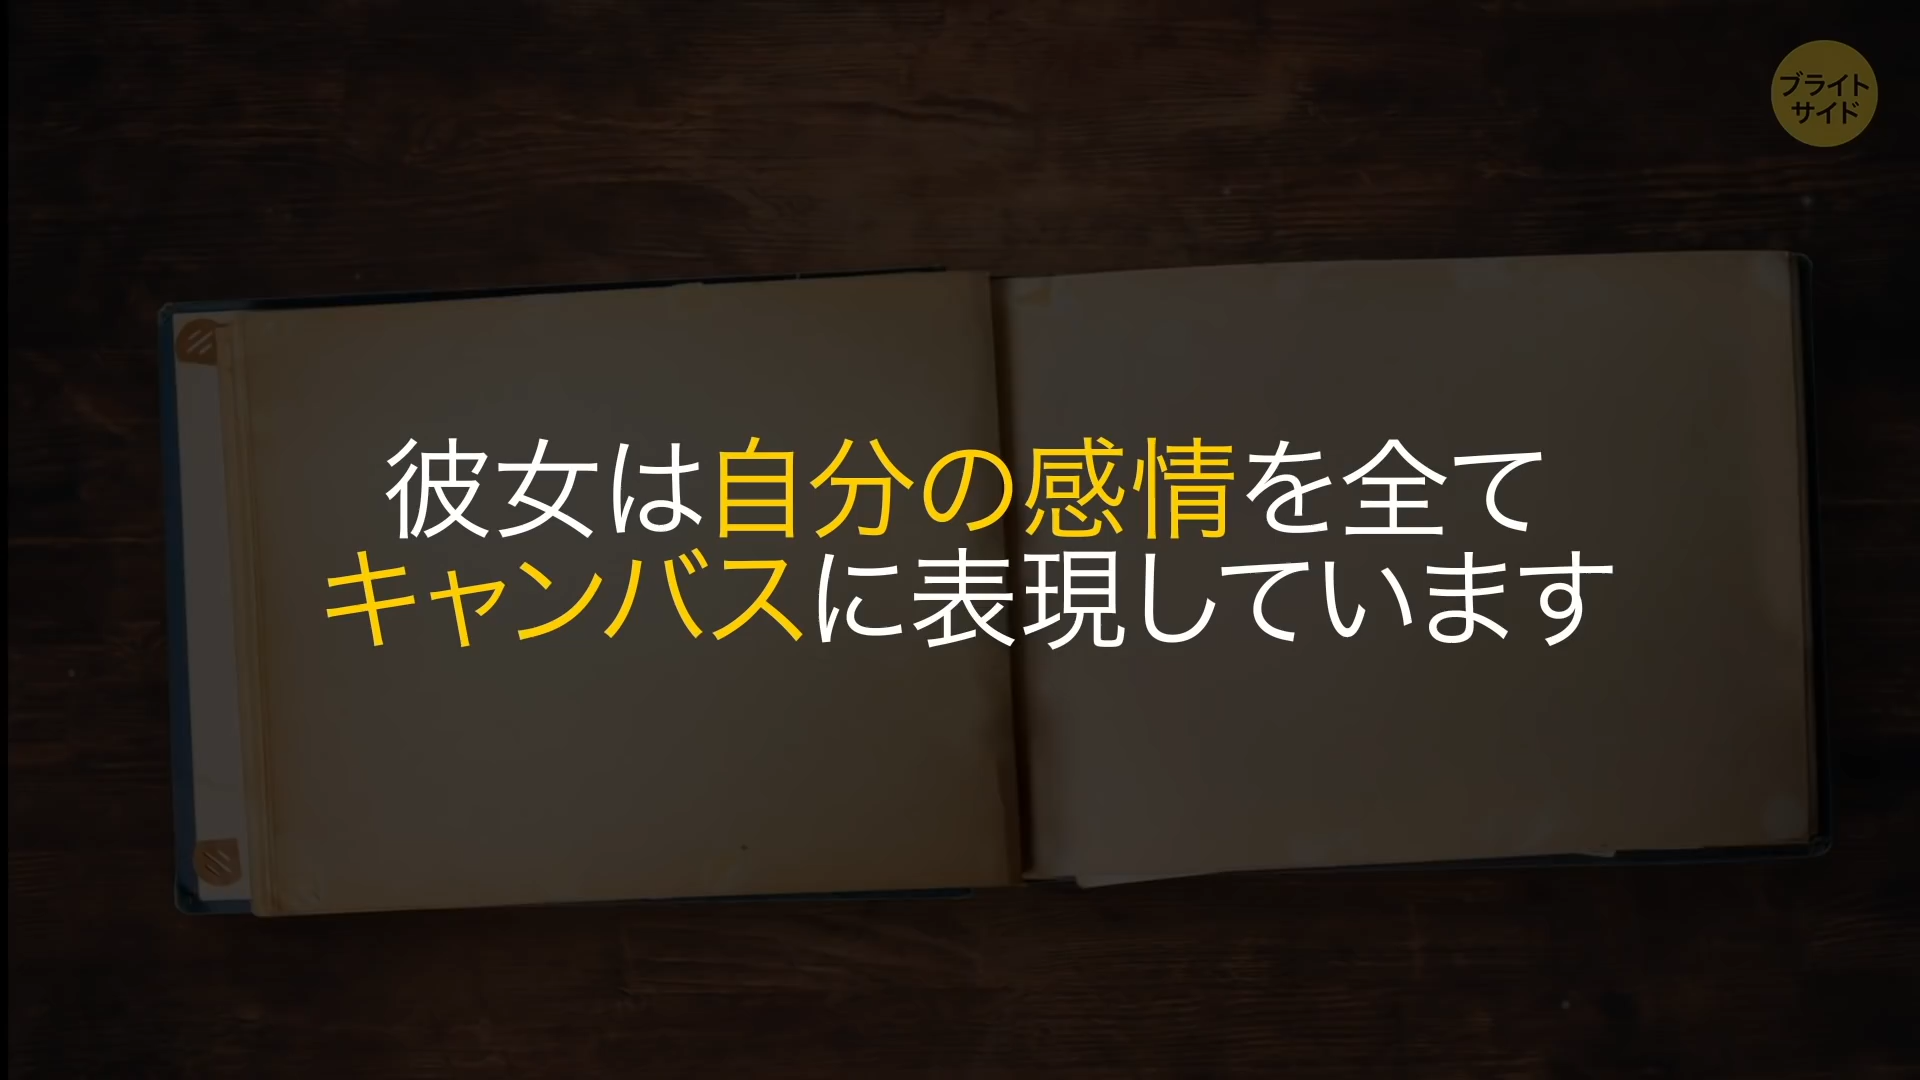 ブライト
サイド
彼女は自分の感情を全て
キャンバスに表現しています